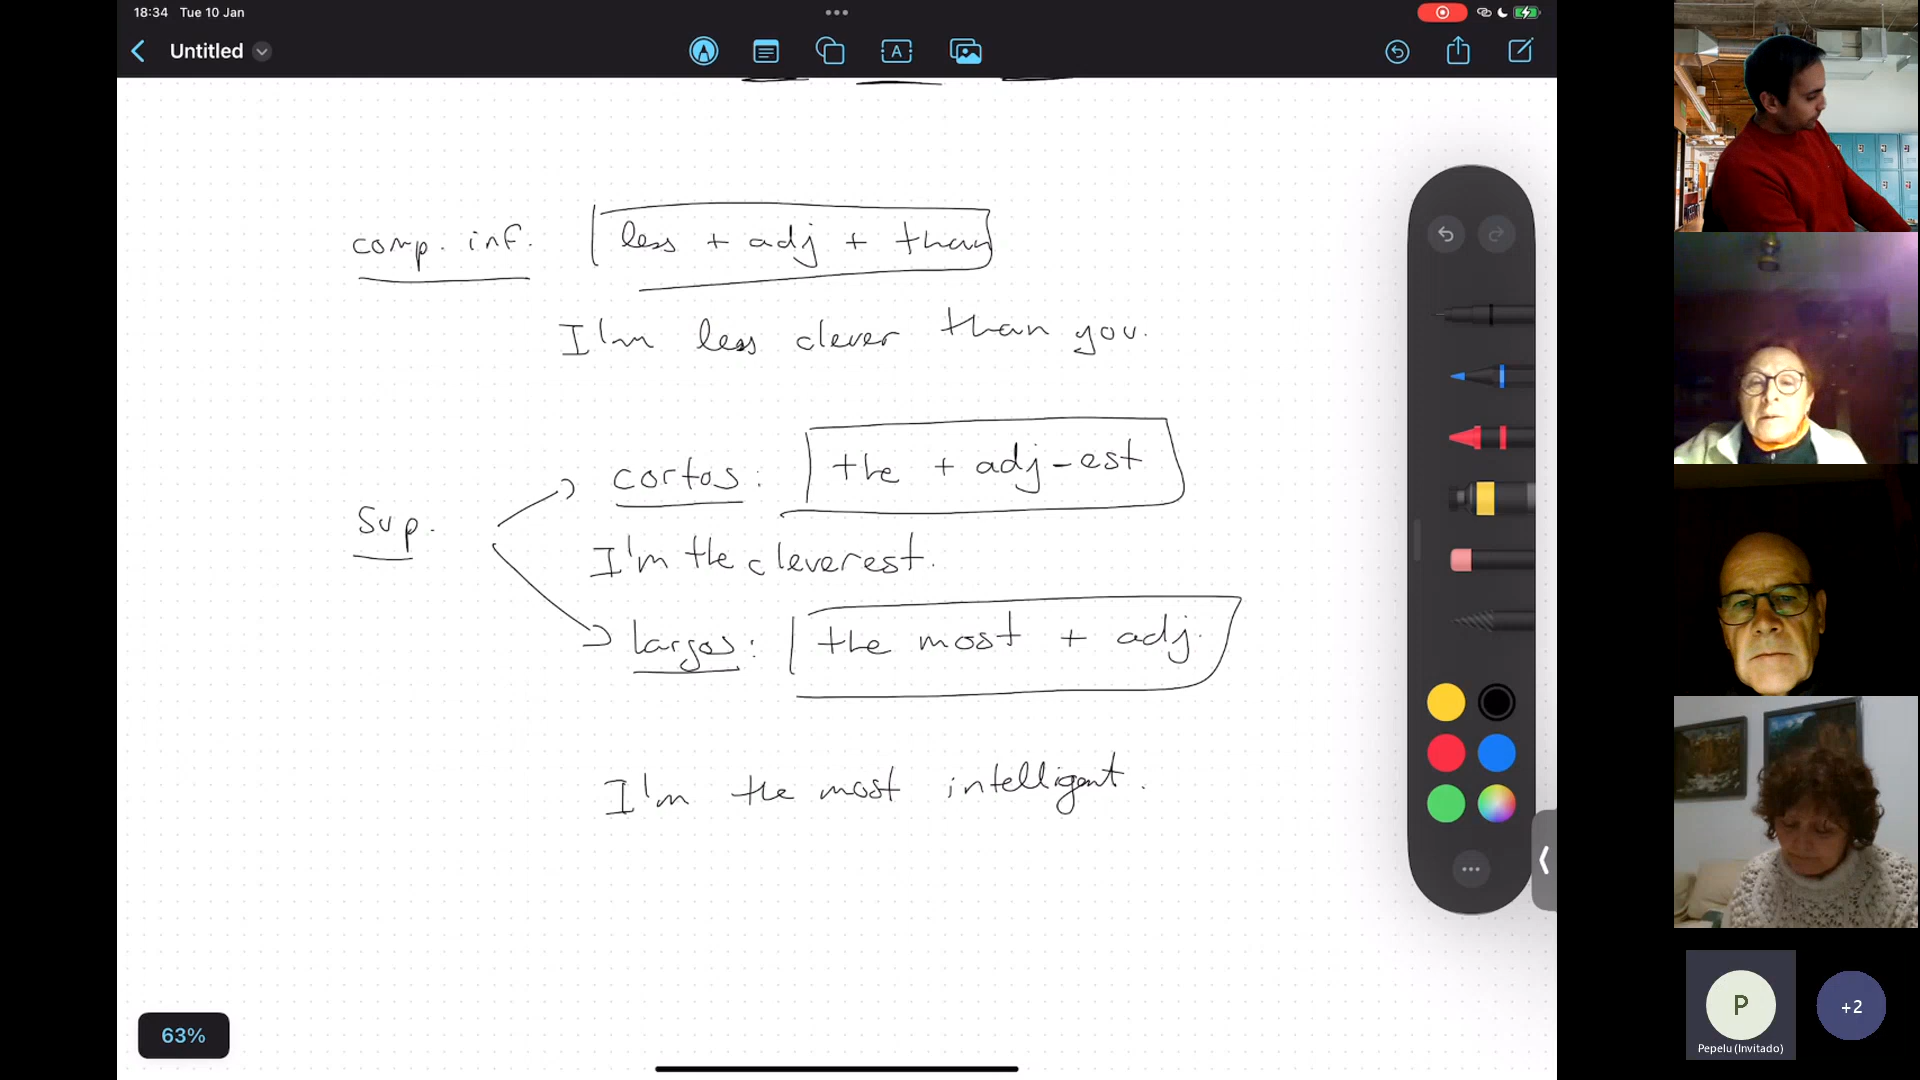 18:34 Tue 10 Jan
Untitled
A
comp. inf. less + adj + than
I'm less clever than you.
cortos: the + adj-est
Sup.
I'm the cleverest.
largos: the most + adj.
I'm the most intelligent.
63%
P
+2
Pepelu (Invitado)